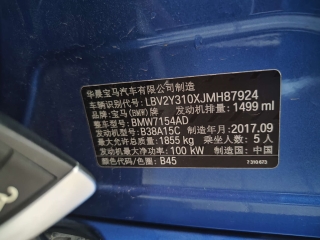 华晨宝马汽车有限公司制造
车辆识别代号: LBV2Y310XJMH87924
品牌: 宝马(BMW)牌 发动机排量: 1499 ml
整车型号: BMW7154AD
发动机型号: B38A15C 制造年月: 2017.09
最大允许总质量: 1855 kg 乘坐人数: 5 人
发动机最大净功率: 100 kW 制造国: 中国
颜色代码/色图: B45
7 310 673